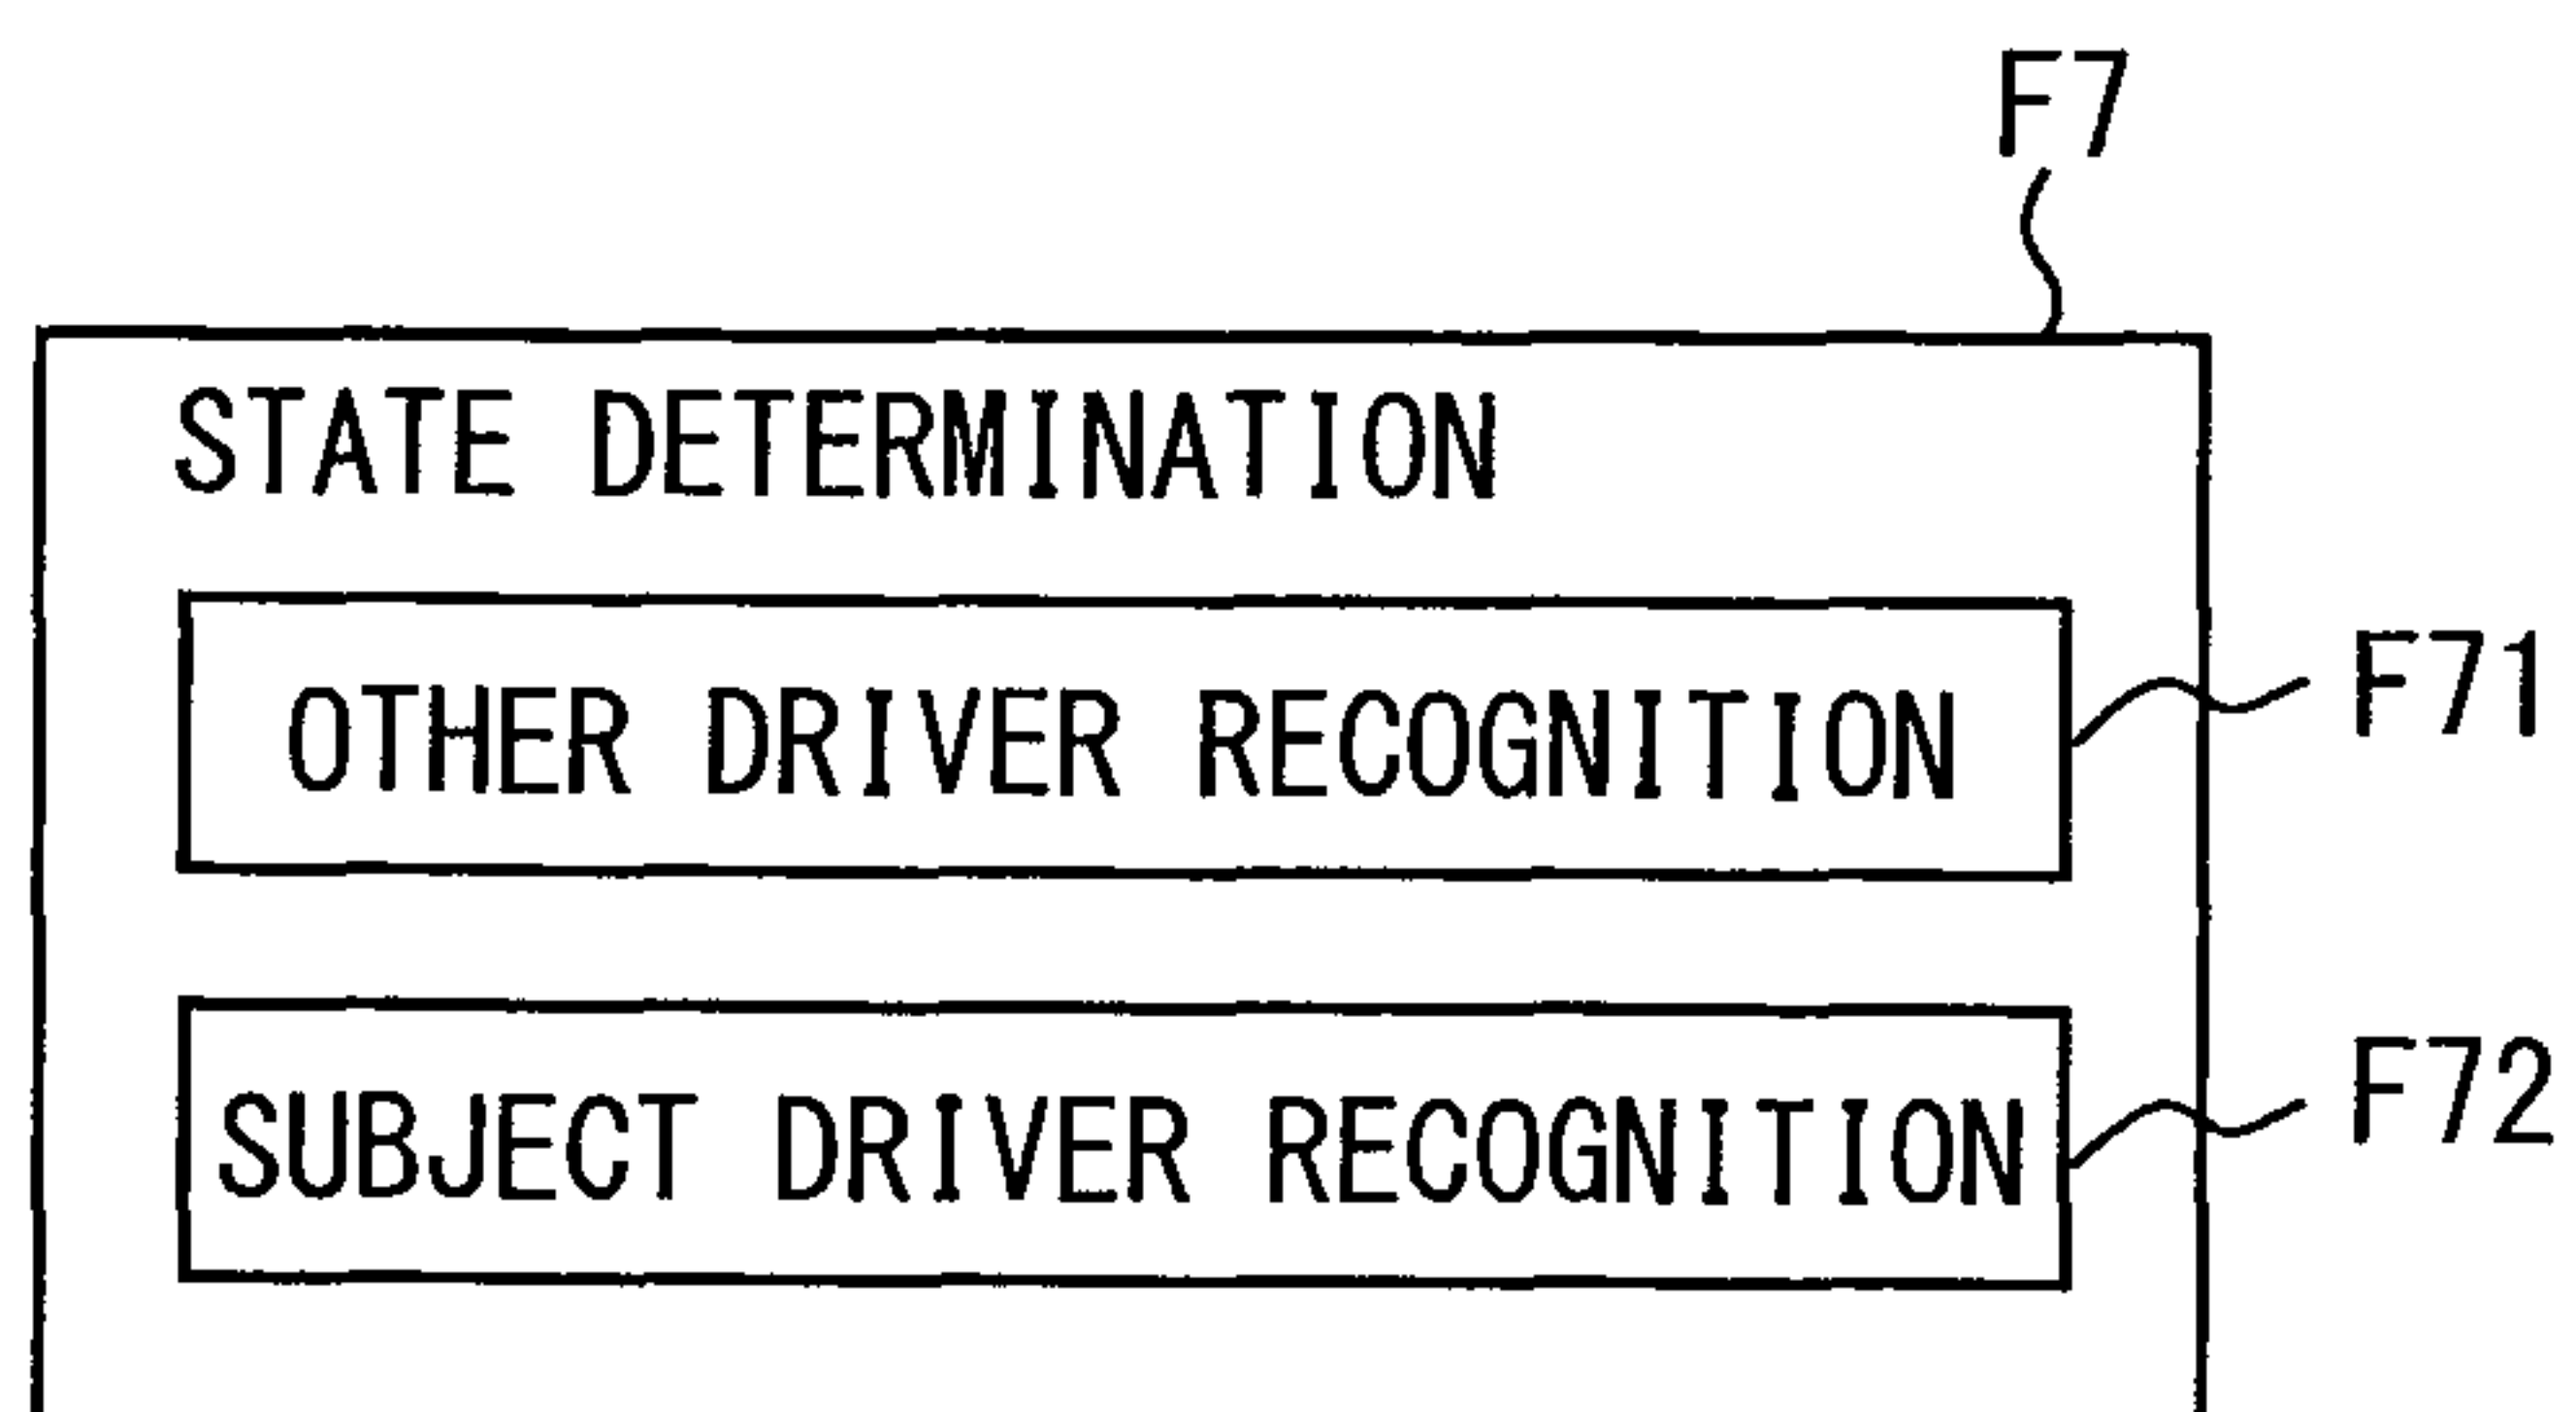 F7
STATE DETERMINATION
OTHER DRIVER RECOGNITION
F71
SUBJECT DRIVER RECOGNITION
F72